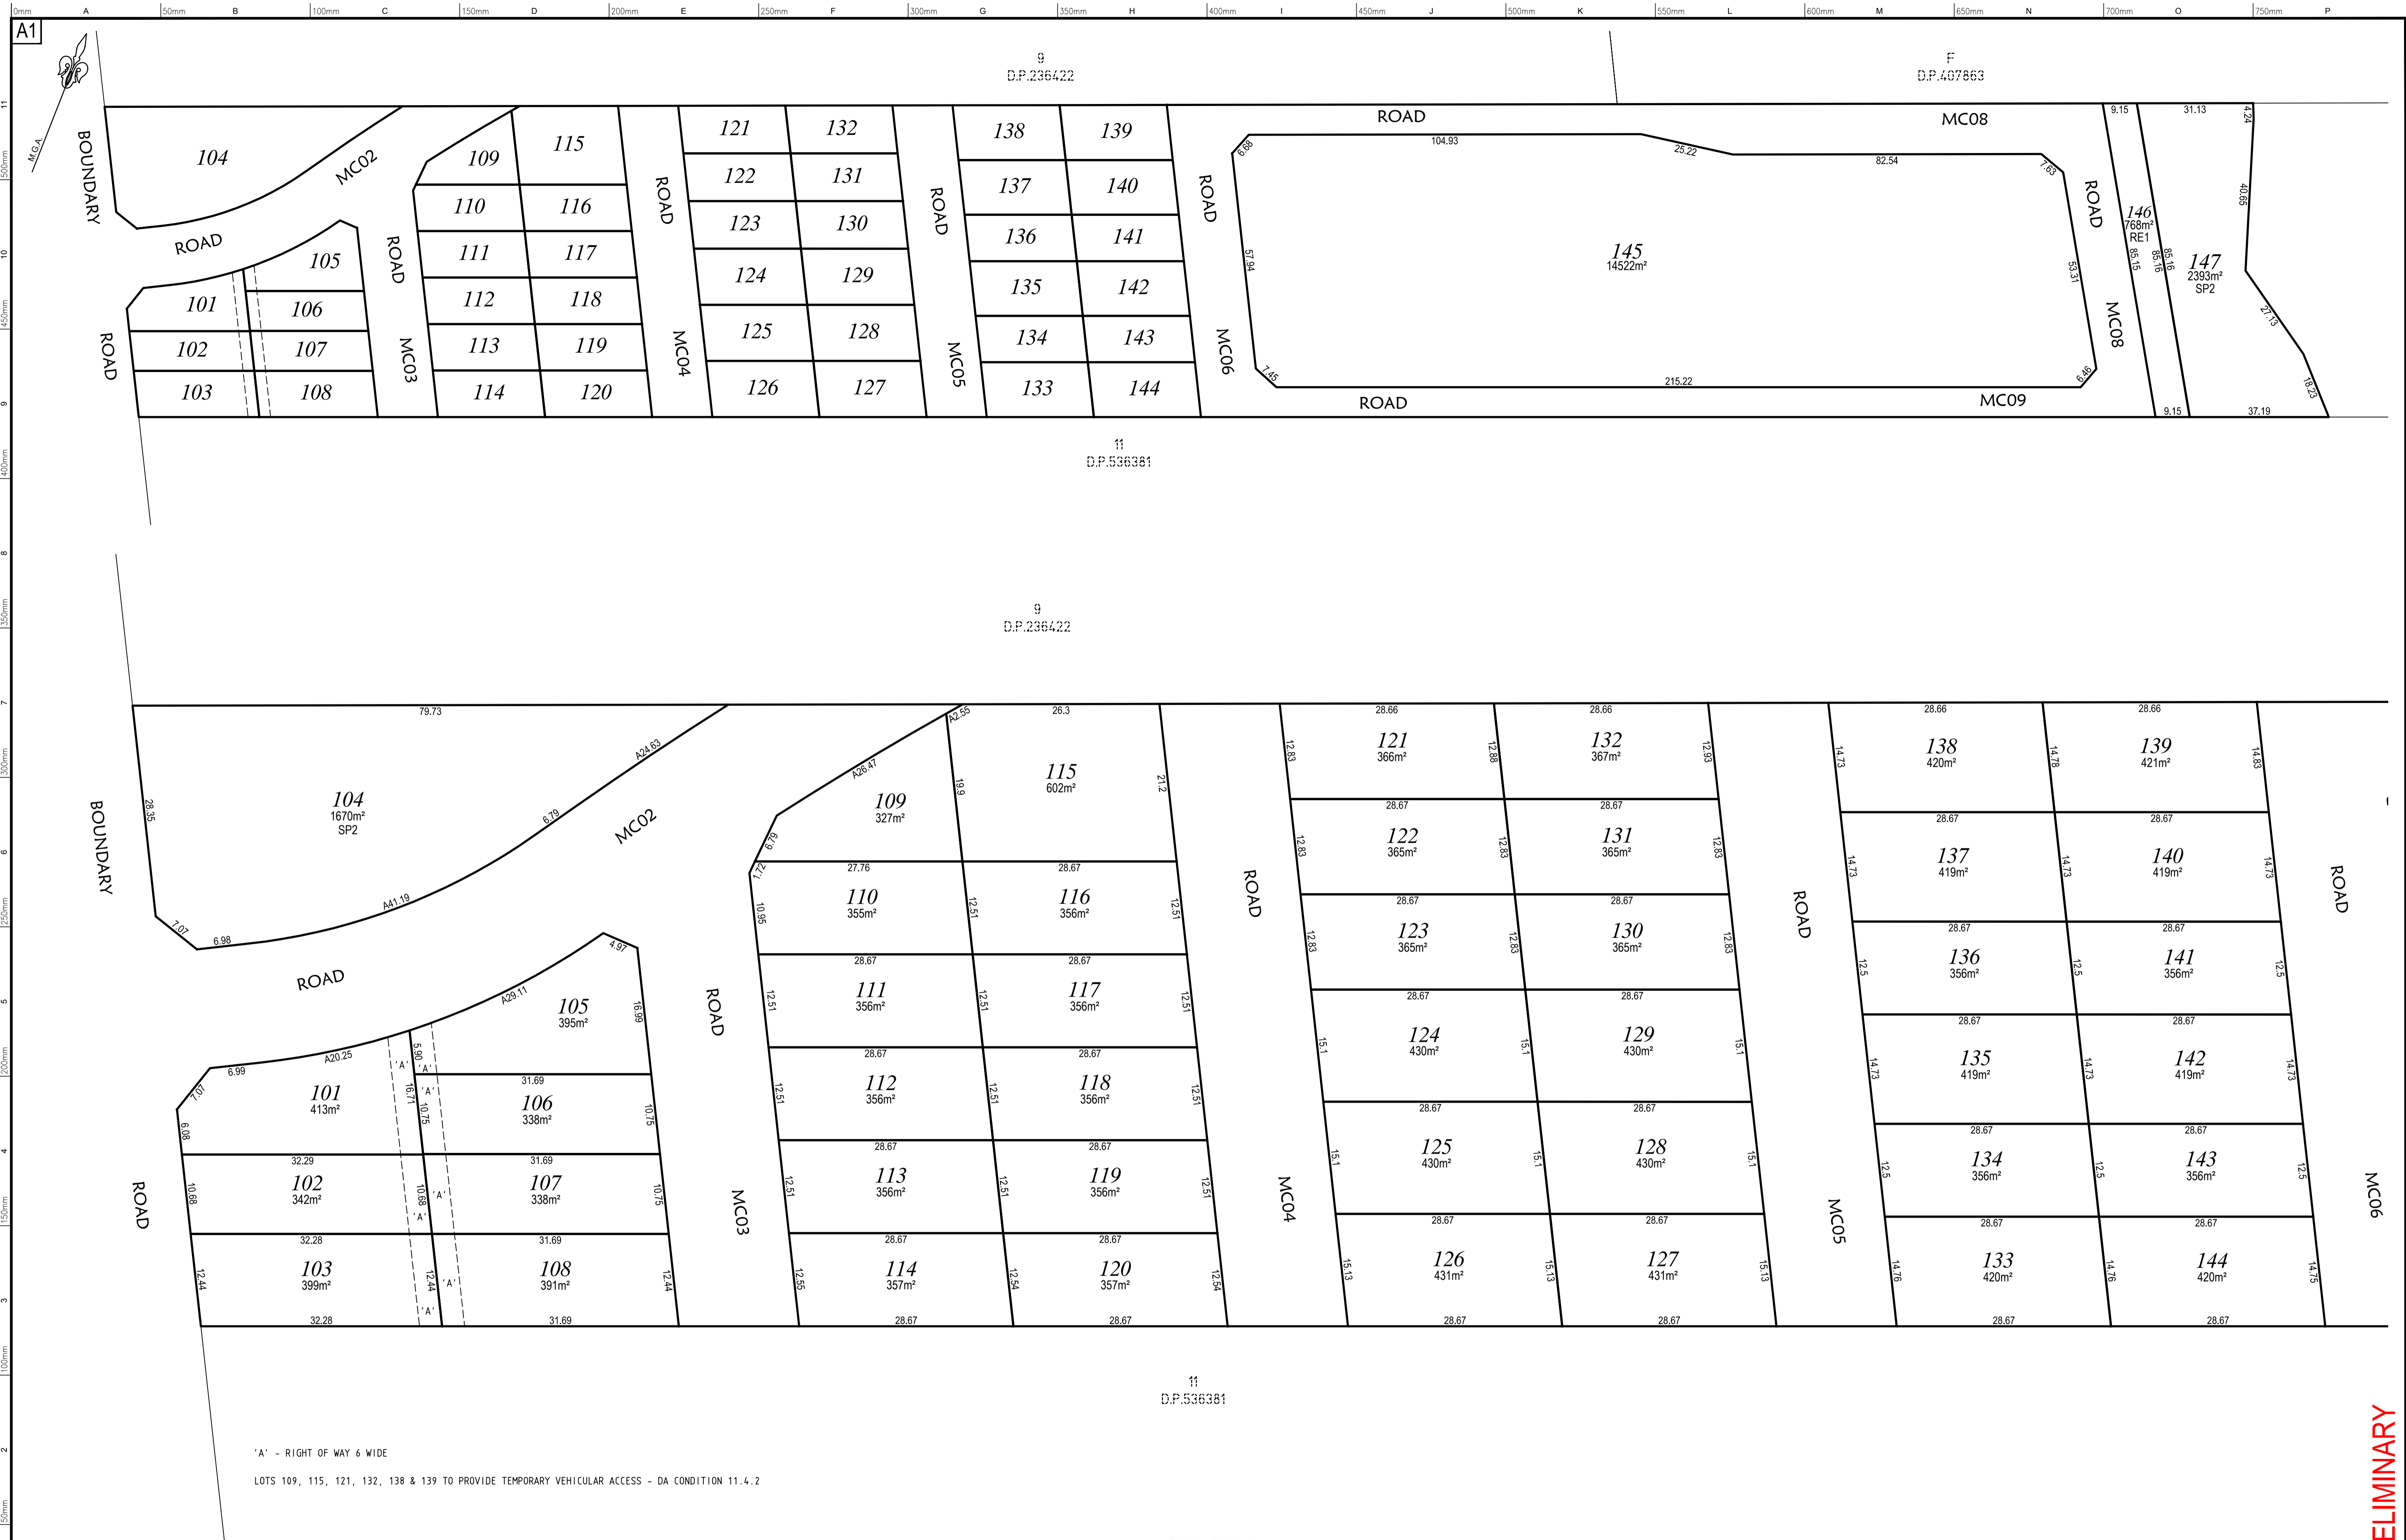 0mm A 50mm B 100mm C 150mm D 200mm E 250mm F 300mm G 350mm H 400mm I 450mm J 500mm K 550mm L 600mm M 650mm N 700mm O 750mm P
A1
M.G.A.
9
D.P.236422
F
D.P.407863
BOUNDARY
104
ROAD
MC02
109
115
121
132
138
139
ROAD
MC08
9.15
31.13
4.24
110
116
122
131
137
140
111
117
123
130
136
141
112
118
124
129
135
142
113
119
125
128
134
143
114
120
126
127
133
144
101
105
102
106
103
107
108
ROAD
ROAD
MC03
ROAD
MC04
ROAD
MC05
ROAD
MC06
6.68
104.93
25.22
82.54
7.63
57.94
145
14522m²
53.31
7.45
215.22
6.46
ROAD
MC09
ROAD
MC08
146
768m²
RE1
85.15
85.16
85.16
147
2393m²
SP2
40.65
27.13
18.23
9.15
37.19
11
D.P.536381
9
D.P.236422
79.73
BOUNDARY
28.35
104
1670m²
SP2
A24.63
6.79
A41.19
7.07
6.98
ROAD
MC02
A2.55
26.3
A26.47
109
327m²
19.9
115
602m²
21.2
6.79
1.72
27.76
28.67
110
355m²
10.95
12.51
116
356m²
12.51
28.67
28.67
111
356m²
12.51
12.51
117
356m²
12.51
28.67
28.67
112
356m²
12.51
12.51
118
356m²
12.51
28.67
28.67
113
356m²
12.51
12.51
119
356m²
12.51
28.67
28.67
114
357m²
12.55
12.54
120
357m²
12.54
28.67
28.67
4.97
A29.11
105
395m²
16.99
A20.25
6.99
7.07
101
413m²
6.08
'A'
5.90
'A'
16.71
31.69
'A'
10.75
106
338m²
10.75
32.29
31.69
102
342m²
10.68
10.68
'A'
'A'
107
338m²
10.75
32.28
31.69
103
399m²
12.44
12.44
'A'
'A'
108
391m²
12.44
32.28
31.69
ROAD
ROAD
MC03
ROAD
MC04
28.66
28.66
12.83
121
366m²
12.88
132
367m²
12.93
28.67
28.67
12.83
122
365m²
12.83
131
365m²
12.83
28.67
28.67
12.83
123
365m²
12.83
130
365m²
12.83
28.67
28.67
15.1
124
430m²
15.1
129
430m²
15.1
28.67
28.67
15.1
125
430m²
15.1
128
430m²
15.1
28.67
28.67
15.13
126
431m²
15.13
127
431m²
15.13
28.67
28.67
ROAD
MC05
28.66
28.66
14.73
138
420m²
14.78
139
421m²
14.83
28.67
28.67
14.73
137
419m²
14.73
140
419m²
14.73
28.67
28.67
12.5
136
356m²
12.5
141
356m²
12.5
28.67
28.67
14.73
135
419m²
14.73
142
419m²
14.73
28.67
28.67
12.5
134
356m²
12.5
143
356m²
12.5
28.67
28.67
14.76
133
420m²
14.76
144
420m²
14.75
28.67
28.67
ROAD
MC06
11
D.P.536381
'A' - RIGHT OF WAY 6 WIDE
LOTS 109, 115, 121, 132, 138 & 139 TO PROVIDE TEMPORARY VEHICULAR ACCESS - DA CONDITION 11.4.2
ELIMINARY
11
500mm
10
450mm
9
400mm
8
350mm
7
300mm
6
250mm
5
200mm
4
150mm
3
100mm
2
50mm